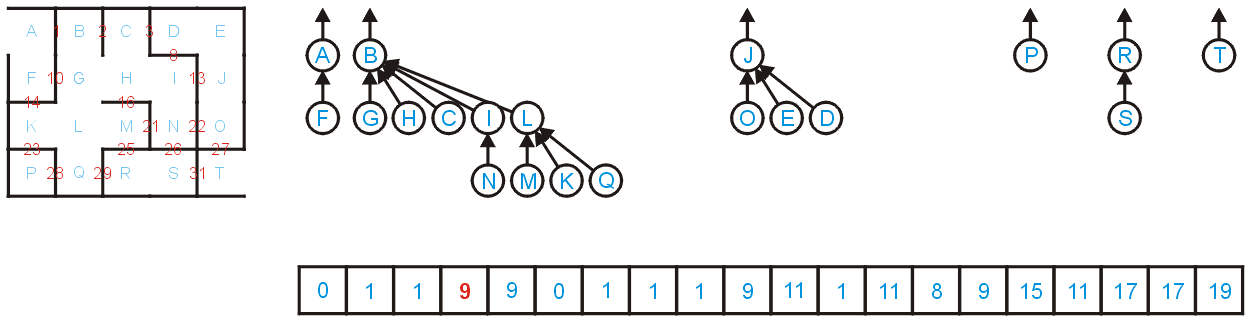 A 1 B 2 C 3 D E
8
F 10 G H I 13 J
14 16
K L M 21 N 22 O
23 25 26 27
P 28 Q 29 R S 31 T
A B J P R T
F G H C I L O E D S
N M K Q
0 1 1 9 9 0 1 1 1 9 11 1 11 8 9 15 11 17 17 19